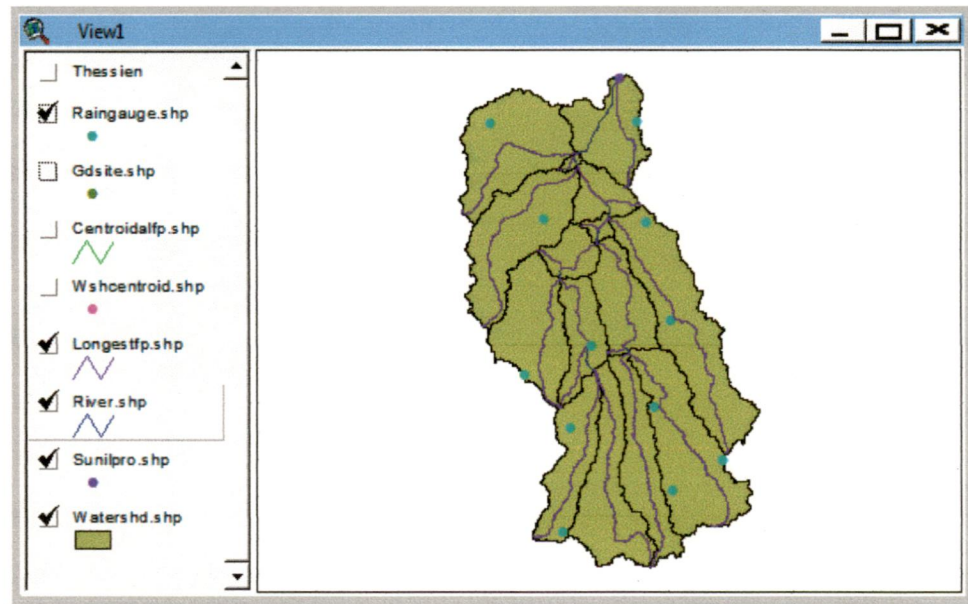 View1
Thessien
Raingauge.shp
Gdsite.shp
Centroidalfp.shp
Wshcentroid.shp
Longestfp.shp
River.shp
Sunilpro.shp
Watershd.shp